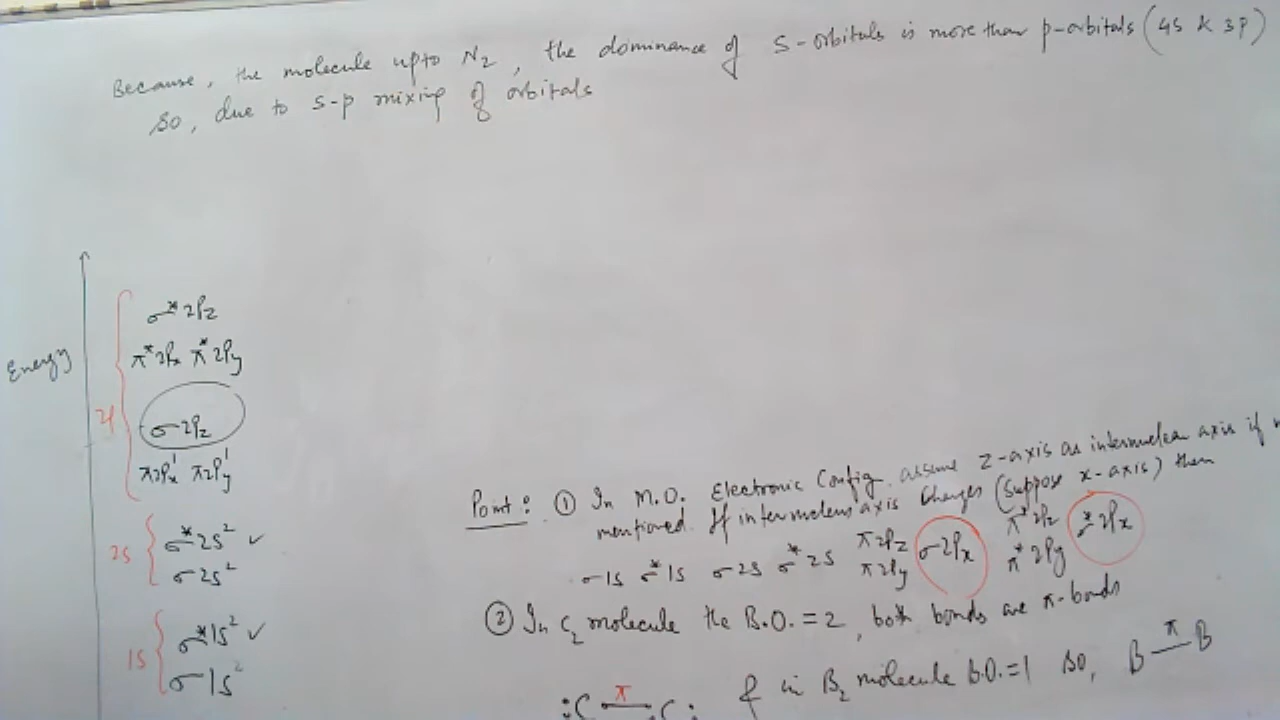 Because, the molecule upto N2, the dominance of s-orbitals is more than p-orbitals (4s & 3p)
So, due to s-p mixing of orbitals
Energy
σ*2Pz
π*2Px π*2Py
2p
σ2Pz
π2Px¹ π2Py¹
2s
σ*2s² ✓
σ2s²
1s
σ*1s² ✓
σ1s²
Point: ① In M.O. Electronic Config. assume z-axis as internuclear axis if
mentioned. If internuclear axis changes (suppose x-axis) then
σ1s σ*1s σ2s σ*2s π2Pz π2Py σ2Px π*2Pz π*2Py *2Px
② In C2 molecule the B.O. = 2, both bonds are π-bonds
& in B2 molecule B.O. = 1 so, B π B
:C π C: